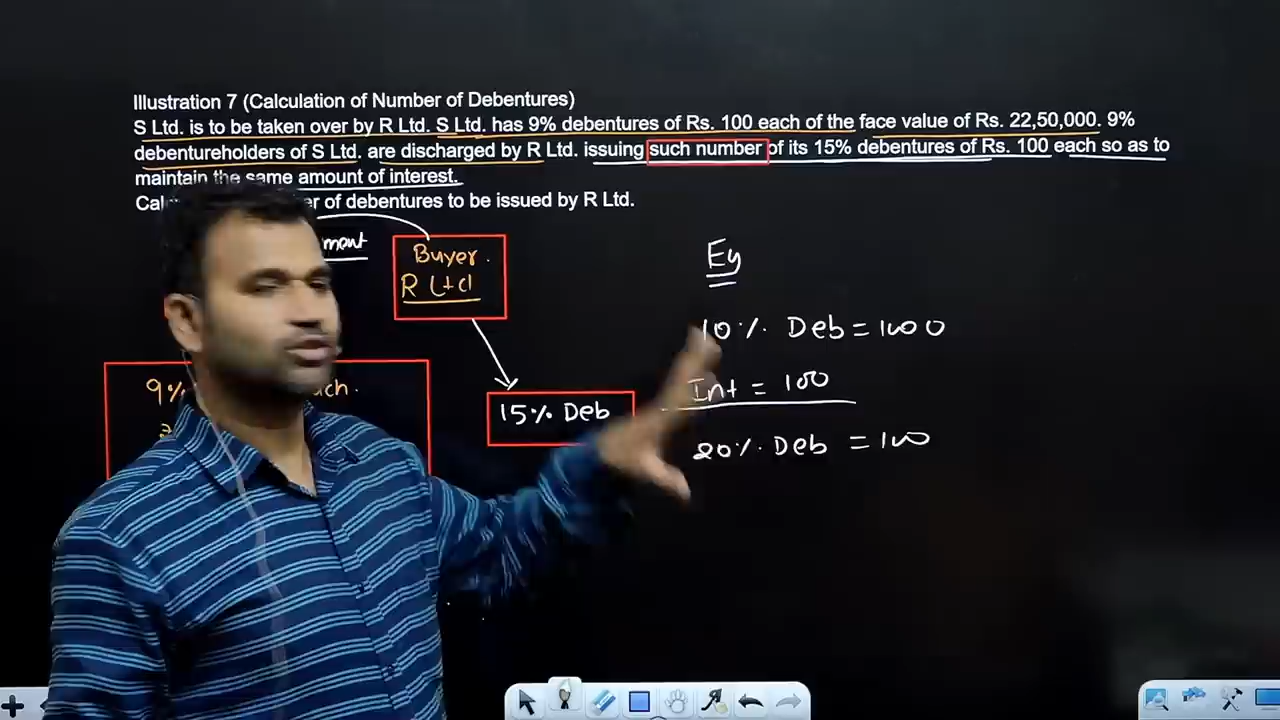 Illustration 7 (Calculation of Number of Debentures)
S Ltd. is to be taken over by R Ltd. S Ltd. has 9% debentures of Rs. 100 each of the face value of Rs. 22,50,000. 9%
debentureholders of S Ltd. are discharged by R Ltd. issuing such number of its 15% debentures of Rs. 100 each so as to
maintain the same amount of interest.
of debentures to be issued by R Ltd.
Buyer.
R Ltd
9%
15% Deb
Eg
10% Deb = 1000
Int = 100
20% Deb = 100